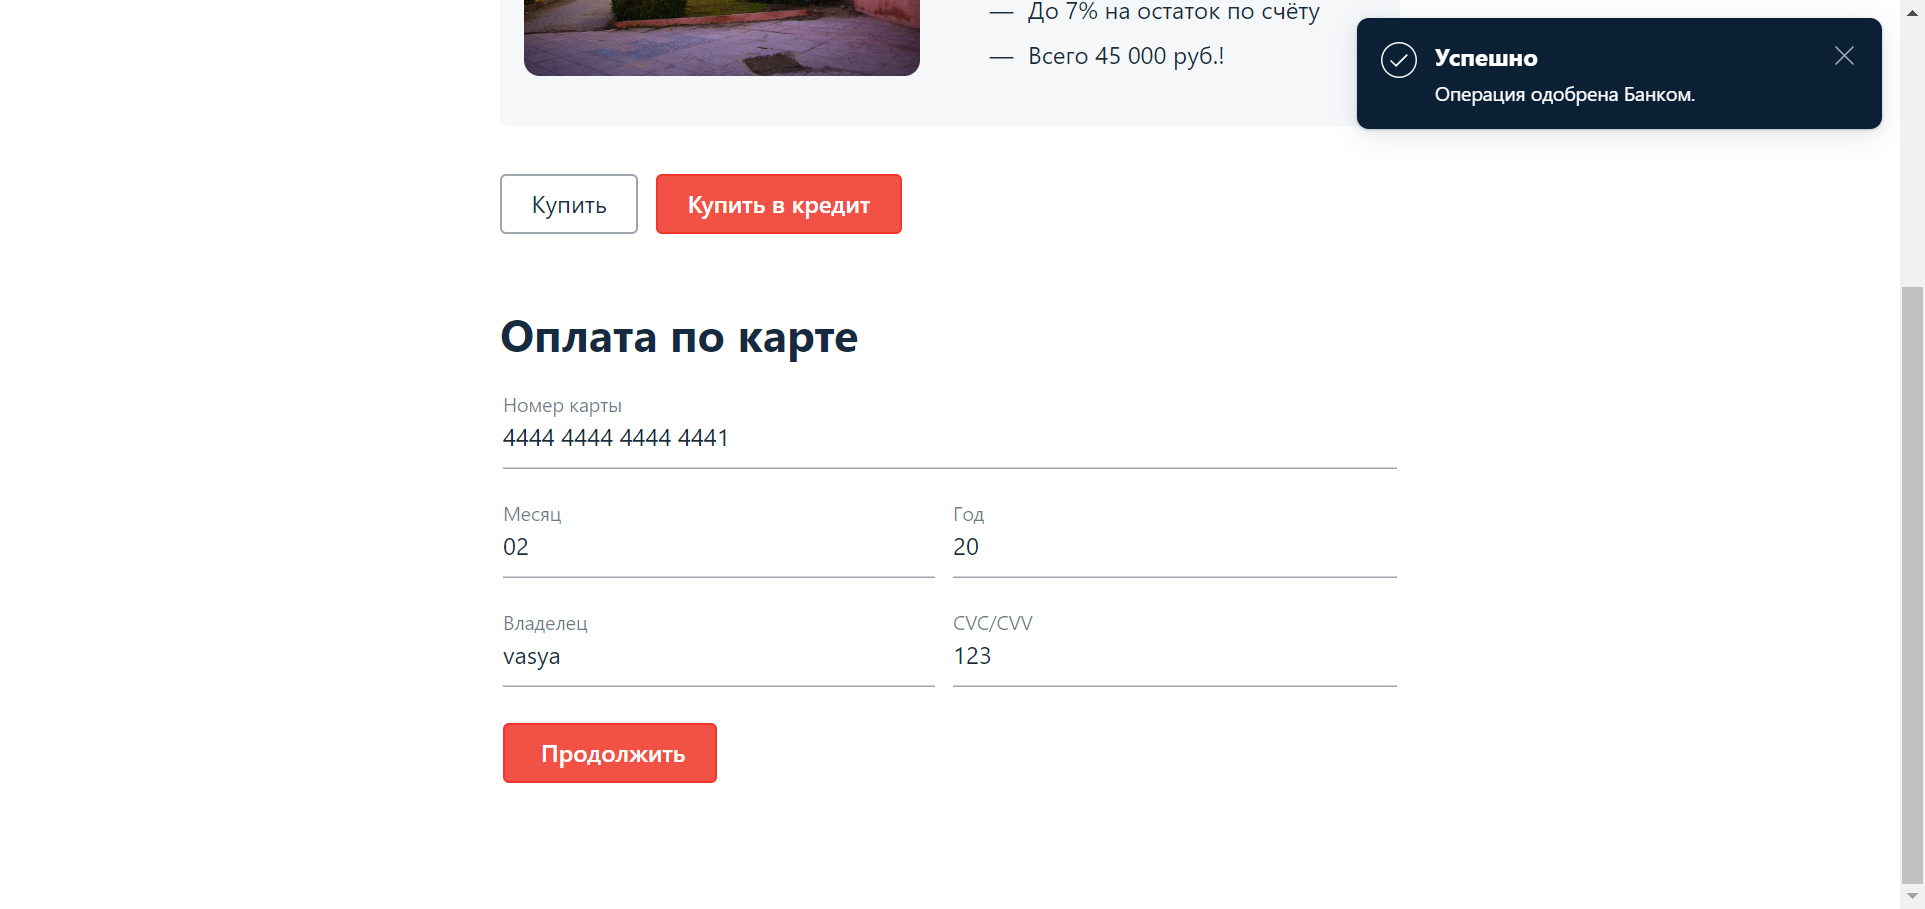 — До 7% на остаток по счёту
— Всего 45 000 руб.!
Успешно
Операция одобрена Банком.
Купить
Купить в кредит
Оплата по карте
Номер карты
4444 4444 4444 4441
Месяц
Год
02
20
Владелец
CVC/CVV
vasya
123
Продолжить